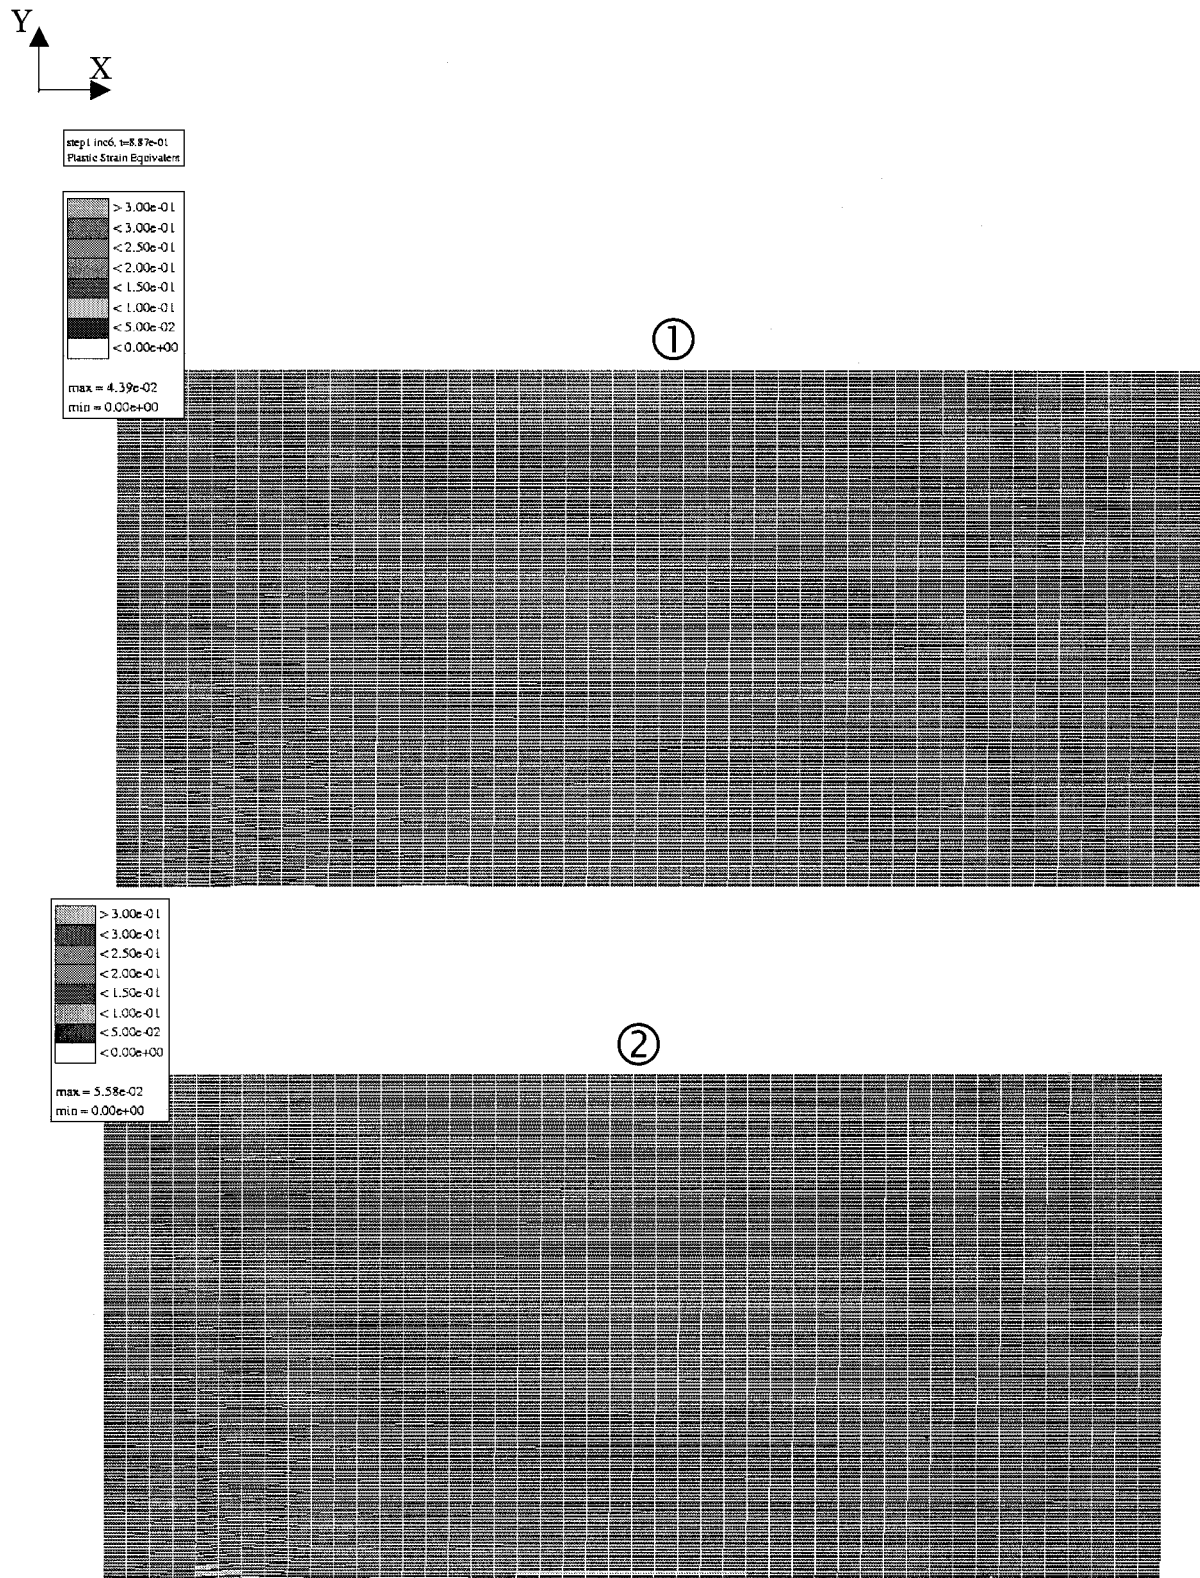 Y
X
step1 inc6, t=8.87e-01
Plastic Strain Equivalent
> 3.00e-01
< 3.00e-01
< 2.50e-01
< 2.00e-01
< 1.50e-01
< 1.00e-01
< 5.00e-02
< 0.00e+00
max = 4.39e-02
min = 0.00e+00
①
> 3.00e-01
< 3.00e-01
< 2.50e-01
< 2.00e-01
< 1.50e-01
< 1.00e-01
< 5.00e-02
< 0.00e+00
max = 5.58e-02
min = 0.00e+00
②